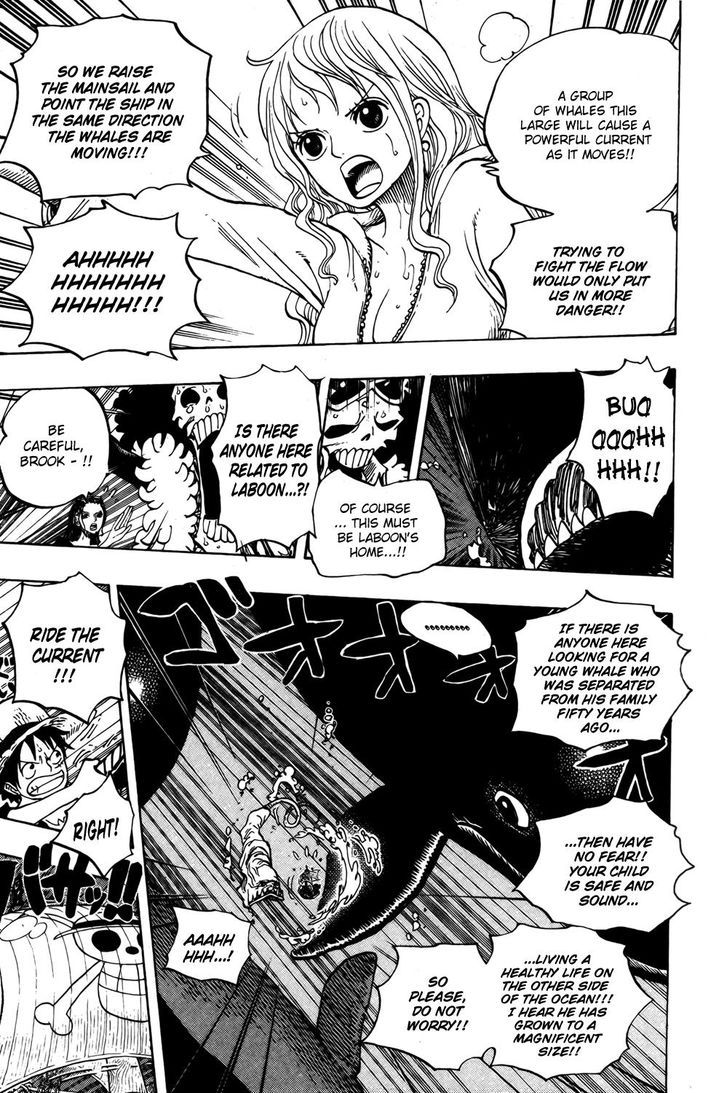 A GROUP
OF WHALES THIS
LARGE WILL CAUSE A
POWERFUL CURRENT
AS IT MOVES!!
TRYING TO
FIGHT THE FLOW
WOULD ONLY PUT
US IN MORE
DANGER!!
SO WE RAISE
THE MAINSAIL AND
POINT THE SHIP IN
THE SAME DIRECTION
THE WHALES ARE
MOVING!!!
AHHHHH
HHHHHHH
HHHHH!!!
BUO
OOOHH
HHH!!
OF COURSE
... THIS MUST
BE LABOON'S
HOME...!!
IS THERE
ANYONE HERE
RELATED TO
LABOON...?!
BE
CAREFUL,
BROOK - !!
IF THERE IS
ANYONE HERE
LOOKING FOR A
YOUNG WHALE WHO
WAS SEPARATED
FROM HIS FAMILY
FIFTY YEARS
AGO...
..........
ゴオオオオ
...THEN HAVE
NO FEAR!!
YOUR CHILD
IS SAFE AND
SOUND...
...LIVING A
HEALTHY LIFE ON
THE OTHER SIDE
OF THE OCEAN!!!
I HEAR HE HAS
GROWN TO A
MAGNIFICENT
SIZE!!
SO
PLEASE,
DO NOT
WORRY!!
AAAHH
HHH...!
RIDE THE
CURRENT
!!!
RIGHT!
バサッ!!